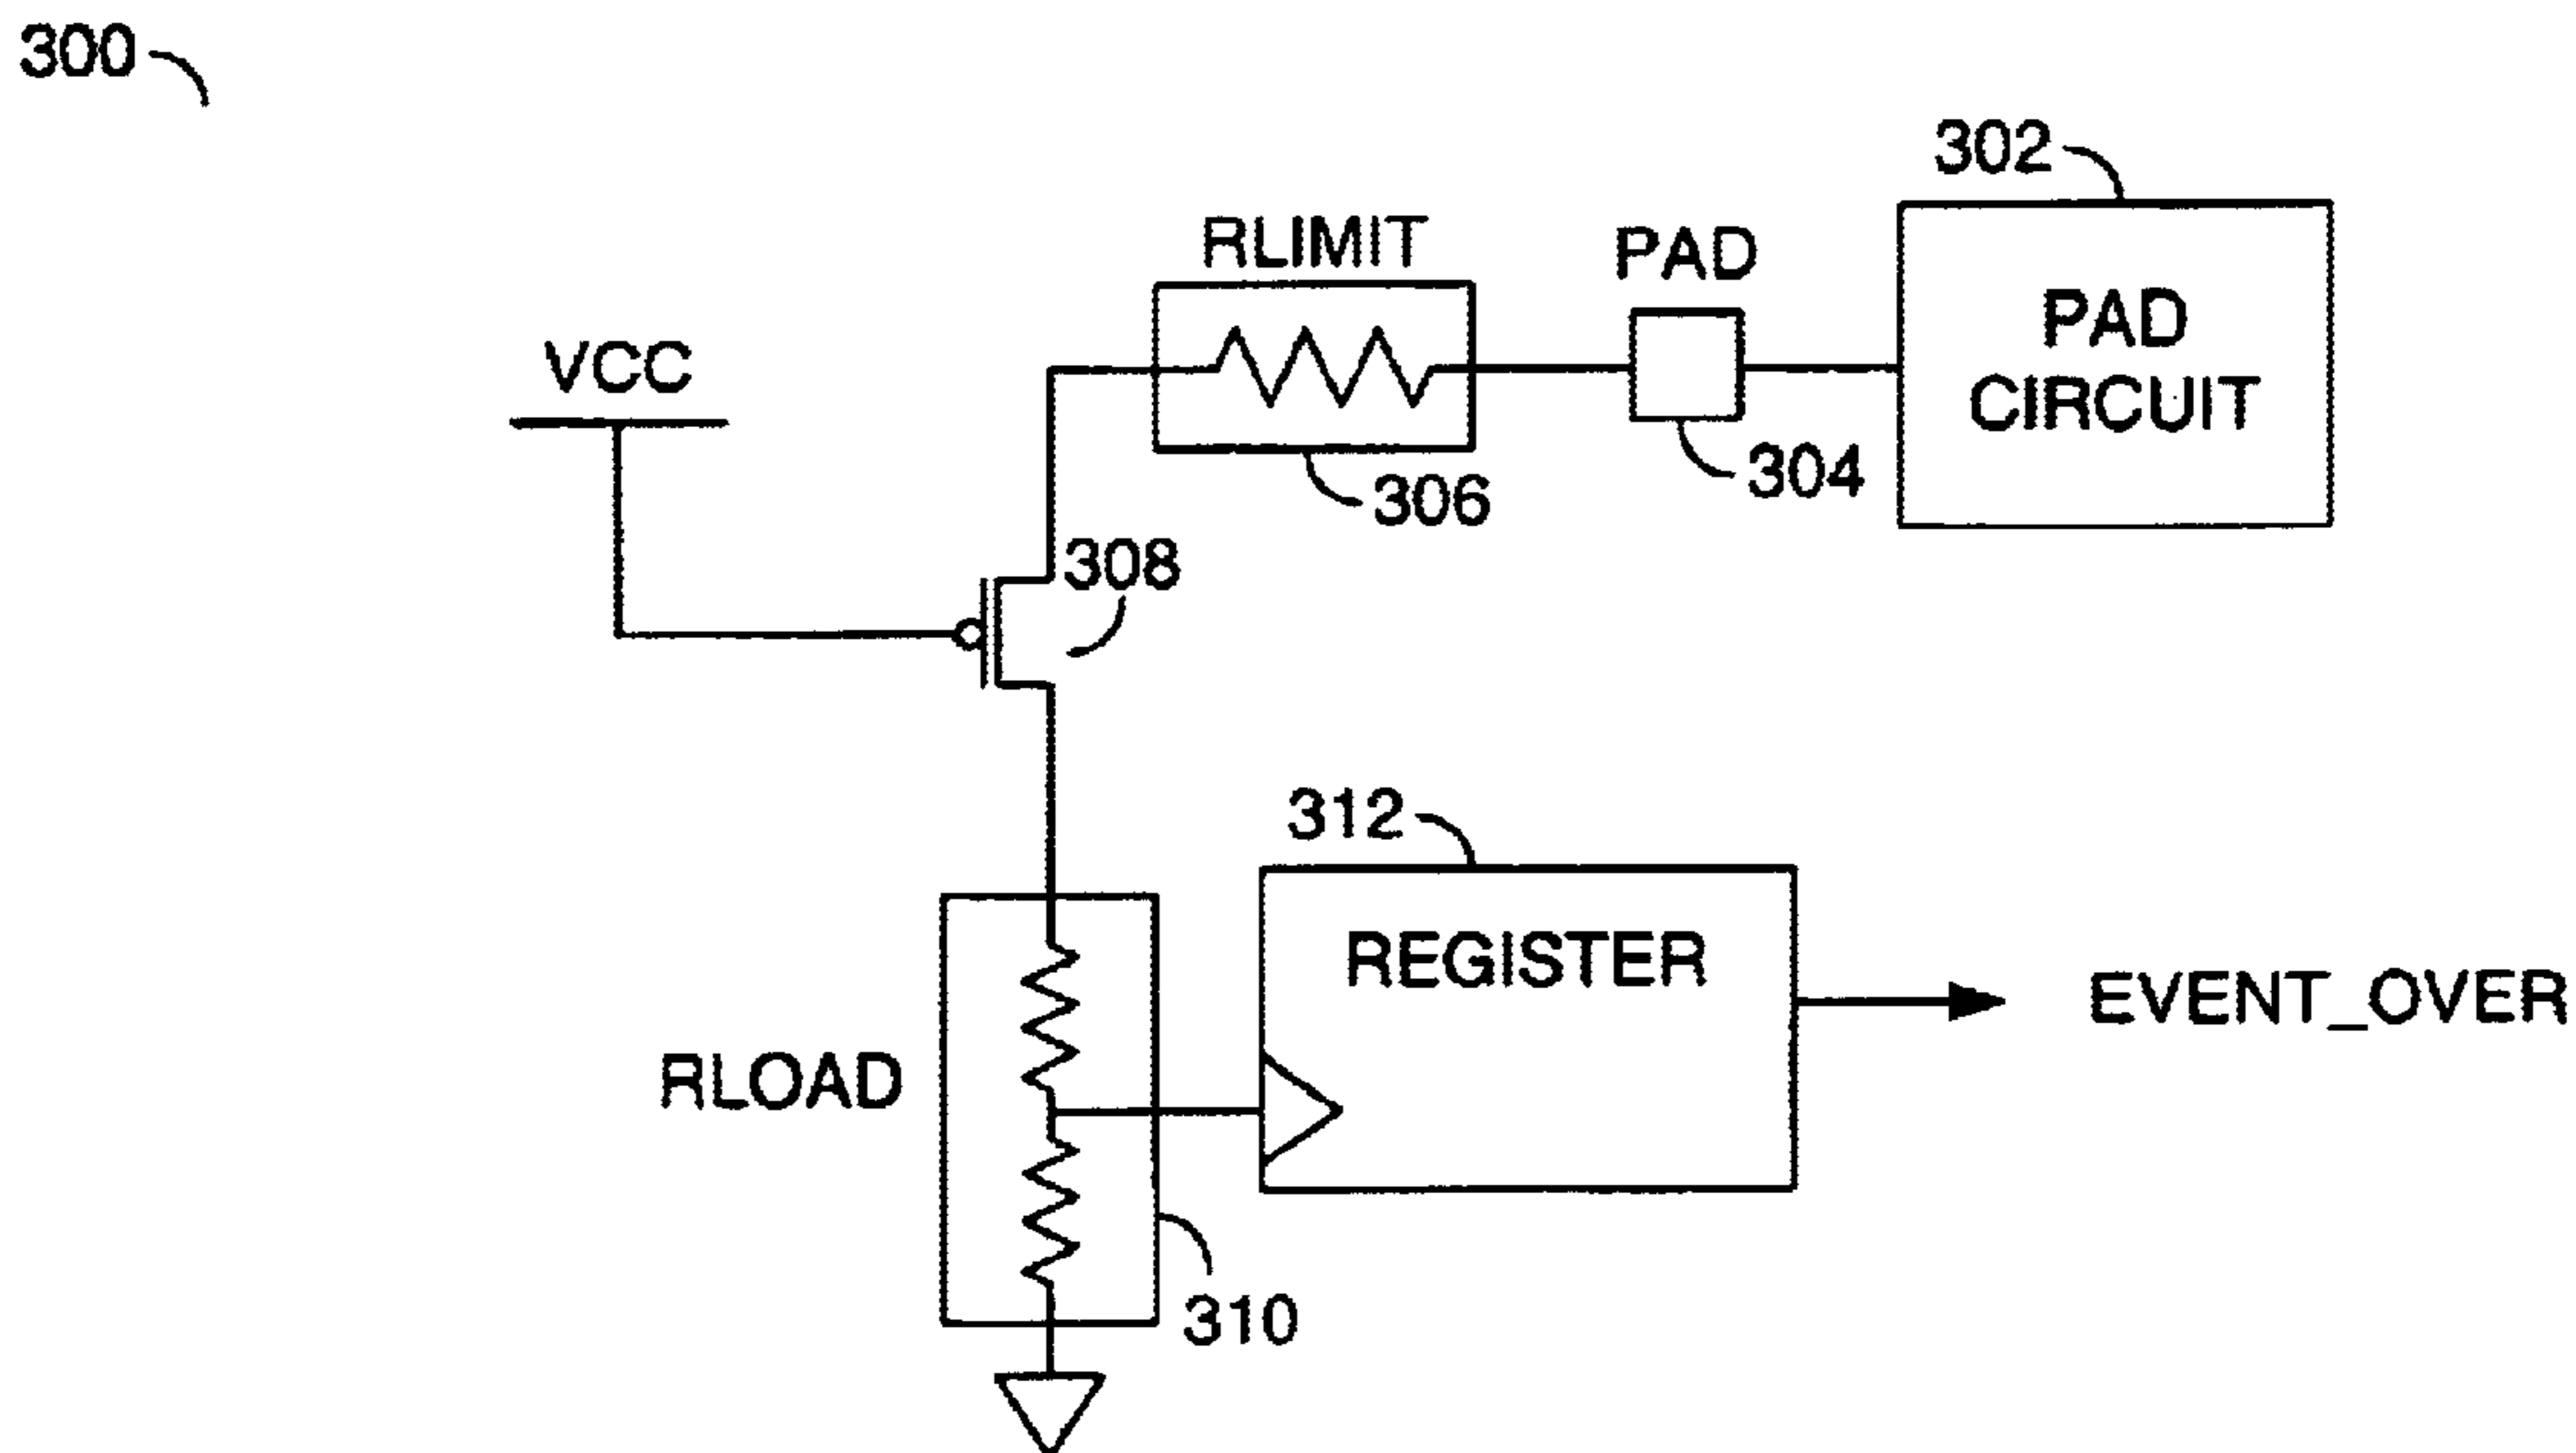 300
302
RLIMIT
PAD
PAD
CIRCUIT
VCC
304
306
308
312
REGISTER
EVENT_OVER
RLOAD
310